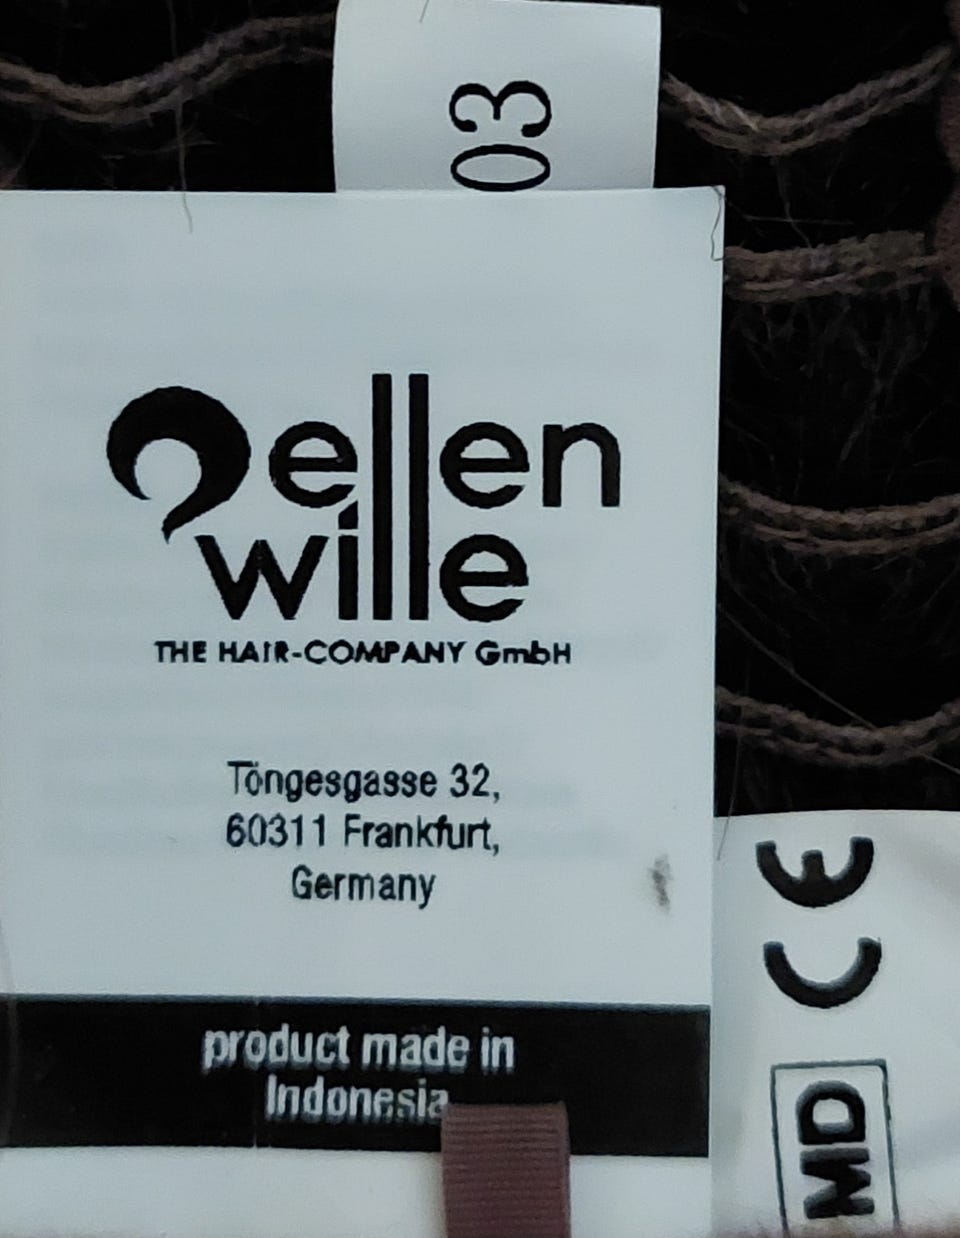 03
ellen
wille
THE HAIR-COMPANY GmbH
Töngesgasse 32,
60311 Frankfurt,
Germany
product made in
Indonesia
CE
MD